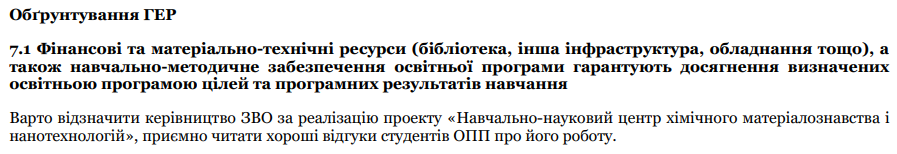 Обґрунтування ГЕР
7.1 Фінансові та матеріально-технічні ресурси (бібліотека, інша інфраструктура, обладнання тощо), а
також навчально-методичне забезпечення освітньої програми гарантують досягнення визначених
освітньою програмою цілей та програмних результатів навчання
Варто відзначити керівництво ЗВО за реалізацію проекту «Навчально-науковий центр хімічного матеріалознавства і
нанотехнологій», приємно читати хороші відгуки студентів ОПП про його роботу.